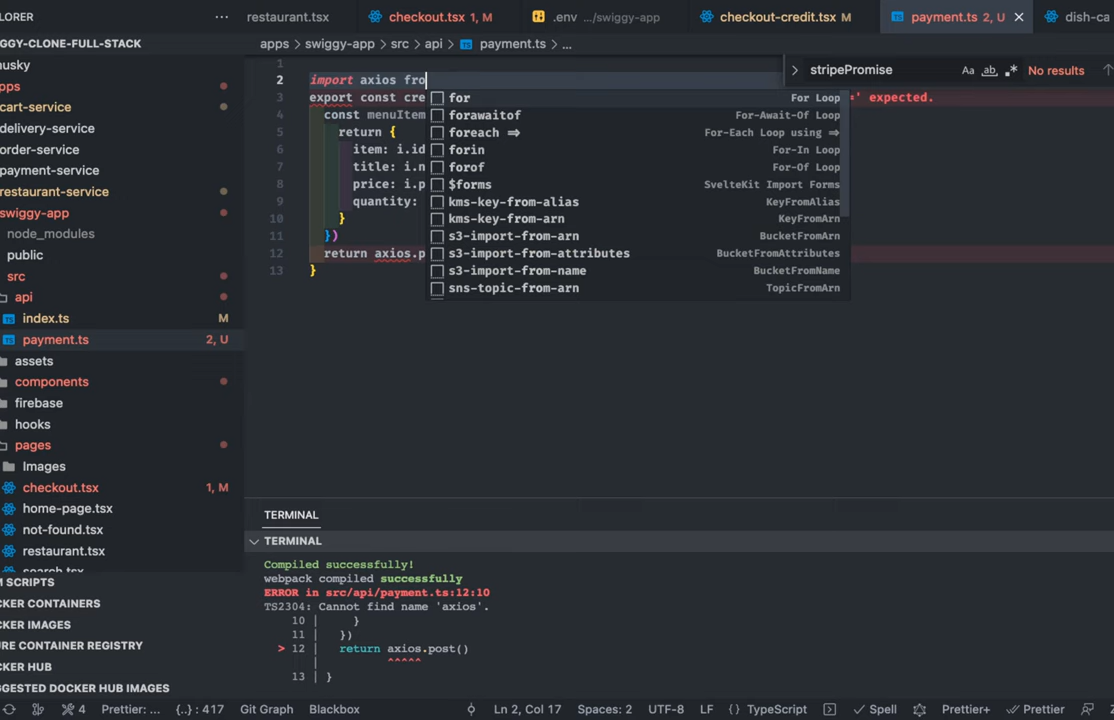 LORER
...
restaurant.tsx
checkout.tsx 1, M
.env .../swiggy-app
checkout-credit.tsx M
payment.ts 2, U
dish-ca
GGY-CLONE-FULL-STACK
apps > swiggy-app > src > api > payment.ts > ...
stripePromise
Aa ab .*
No results
usky
pps
cart-service
delivery-service
order-service
payment-service
restaurant-service
swiggy-app
node_modules
public
src
api
index.ts M
payment.ts 2, U
assets
components
firebase
hooks
pages
Images
checkout.tsx 1, M
home-page.tsx
not-found.tsx
restaurant.tsx
search.tsx
M SCRIPTS
CKER CONTAINERS
CKER IMAGES
URE CONTAINER REGISTRY
CKER HUB
GGESTED DOCKER HUB IMAGES
1
2 import axios fro
3 export const cre
'=' expected.
4 const menuItem
5 return {
6 item: i.id
7 title: i.n
8 price: i.p
9 quantity:
10 }
11 })
12 return axios.p
13 }
for For Loop
forawaitof For-Await-Of Loop
foreach => For-Each Loop using =>
forin For-In Loop
forof For-Of Loop
$forms SvelteKit Import Forms
kms-key-from-alias KeyFromAlias
kms-key-from-arn KeyFromArn
s3-import-from-arn BucketFromArn
s3-import-from-attributes BucketFromAttributes
s3-import-from-name BucketFromName
sns-topic-from-arn TopicFromArn
TERMINAL
TERMINAL
Compiled successfully!
webpack compiled successfully
ERROR in src/api/payment.ts:12:10
TS2304: Cannot find name 'axios'.
10 | }
11 | })
> 12 | return axios.post()
| ^^^^^
13 | }
4 Prettier: ... {..} : 417 Git Graph Blackbox Ln 2, Col 17 Spaces: 2 UTF-8 LF { } TypeScript Spell Prettier+ Prettier